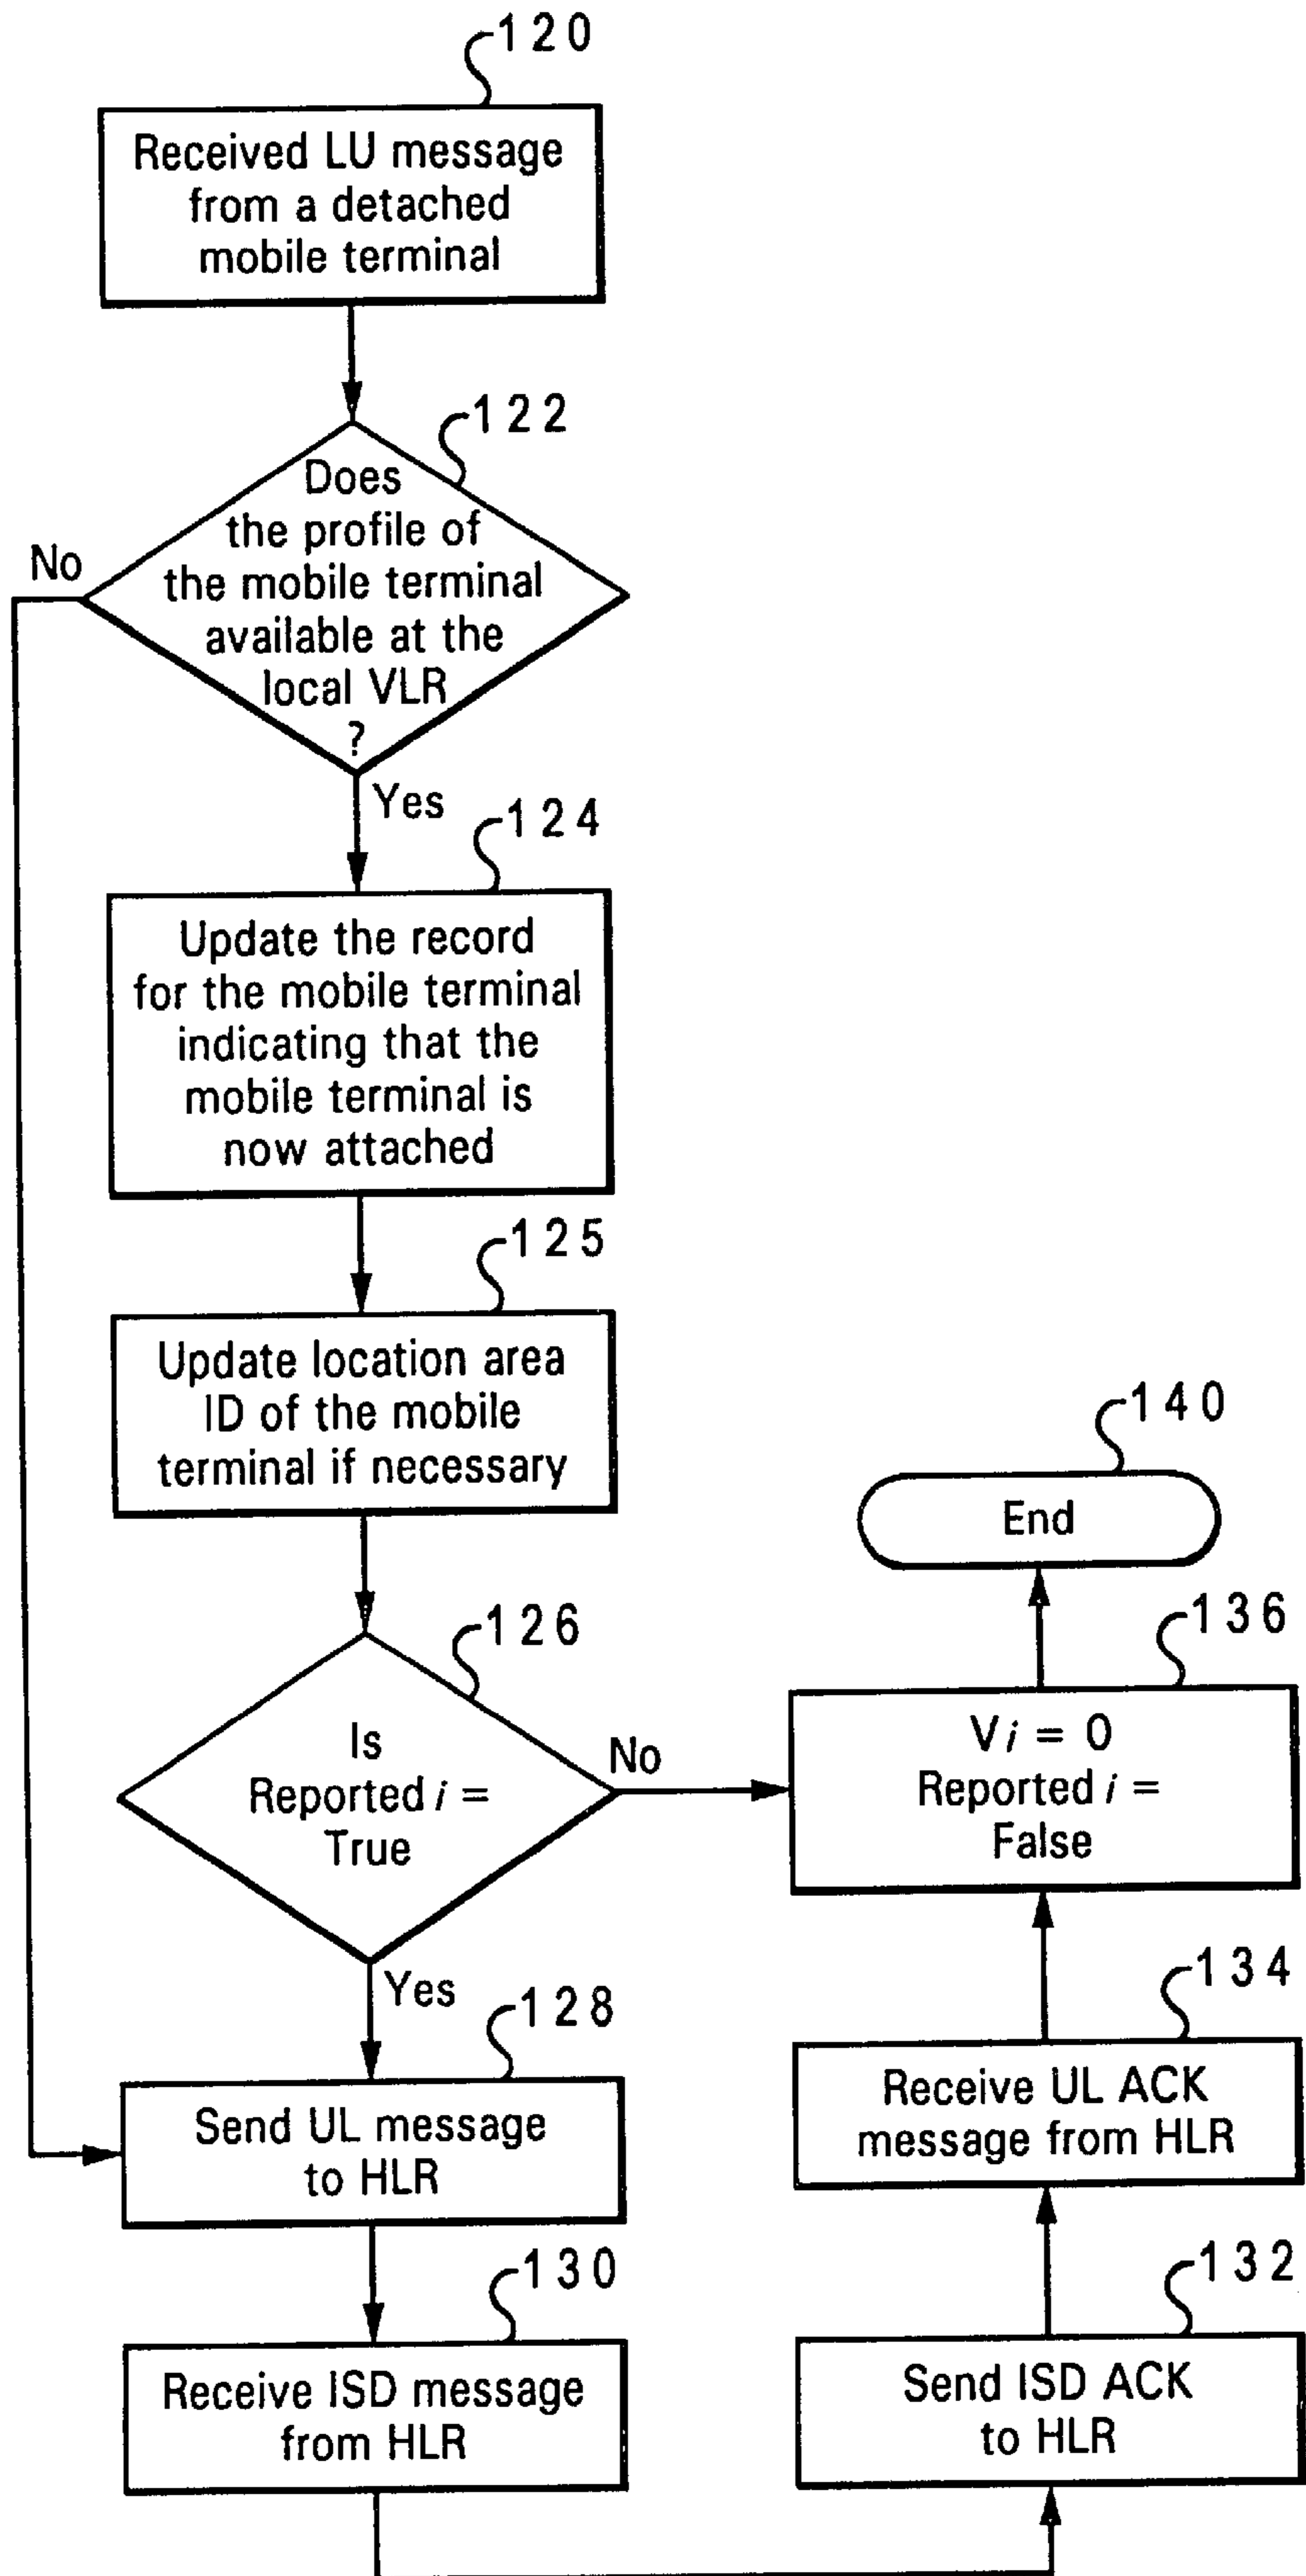 120
Received LU message
from a detached
mobile terminal
122
Does
the profile of
the mobile terminal
available at the
local VLR
?
No
Yes
124
Update the record
for the mobile terminal
indicating that the
mobile terminal is
now attached
125
Update location area
ID of the mobile
terminal if necessary
126
Is
Reported i =
True
No
Yes
128
Send UL message
to HLR
130
Receive ISD message
from HLR
132
Send ISD ACK
to HLR
134
Receive UL ACK
message from HLR
136
Vi = 0
Reported i =
False
140
End